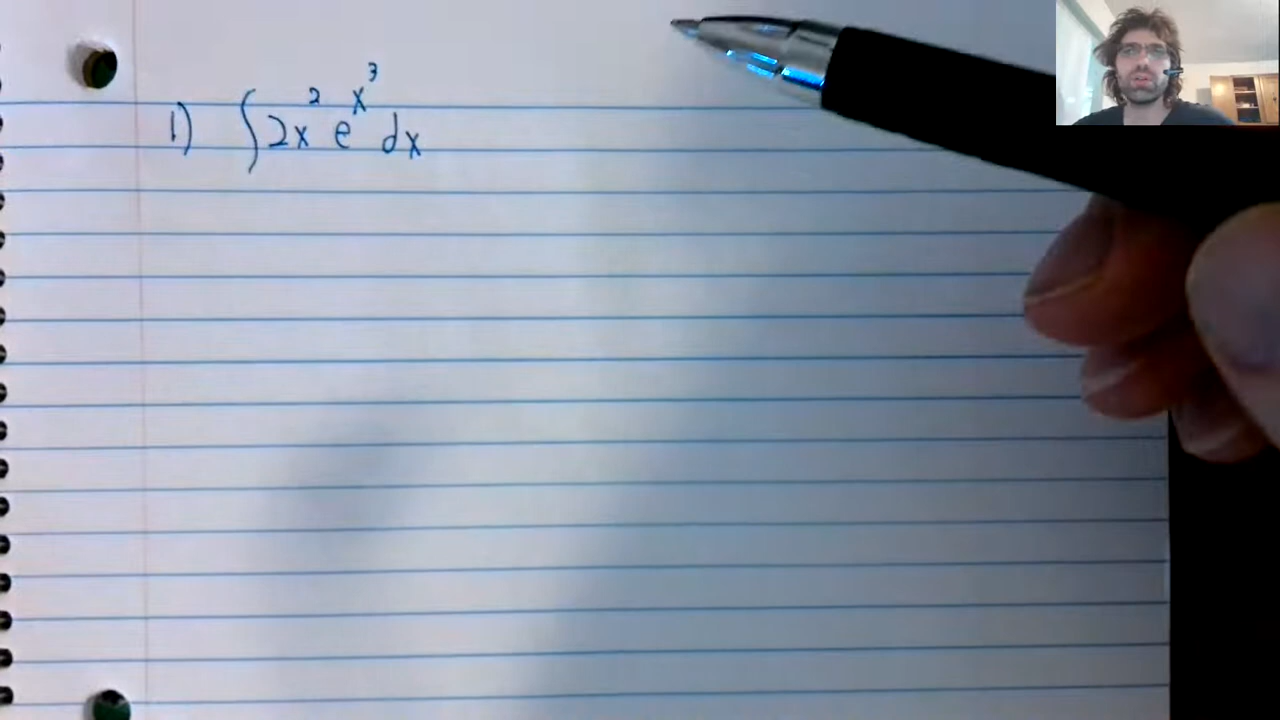 1) ∫ 2x² e^x³ dx